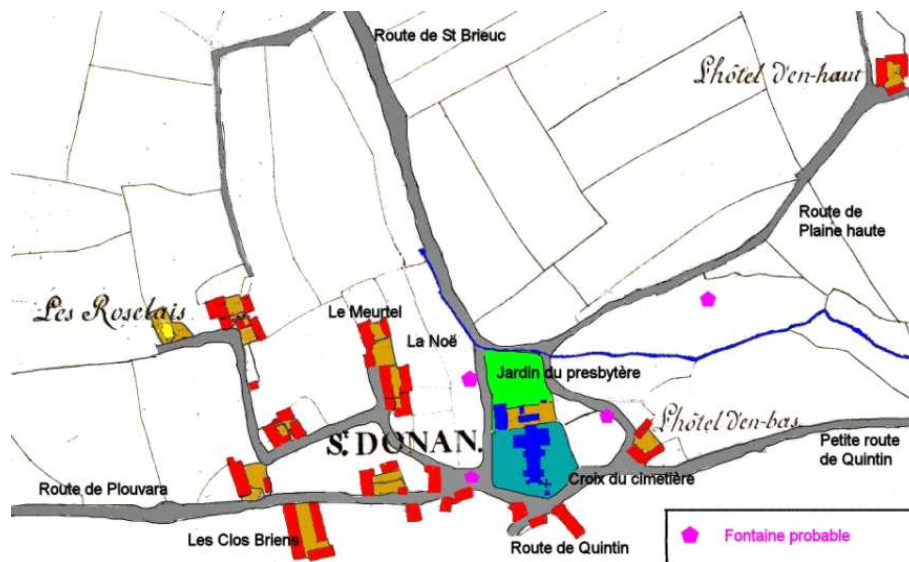 Route de St Brieuc
L'hôtel d'en-haut
Route de
Plaine haute
Les Roselais
Le Meurtel
La Noë
Jardin du presbytère
L'hôtel d'en-bas
St. DONAN.
Petite route
de Quintin
Croix du cimetière
Route de Plouvara
Les Clos Briens
Route de Quintin
Fontaine probable